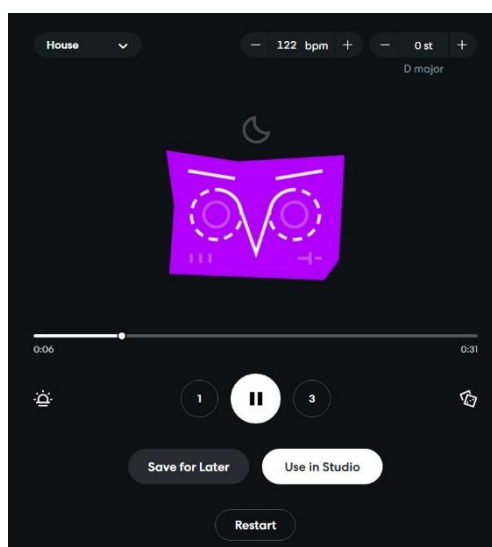 House
− 122 bpm +
− 0 st +
D major
0:06
0:31
1
3
Save for Later
Use in Studio
Restart